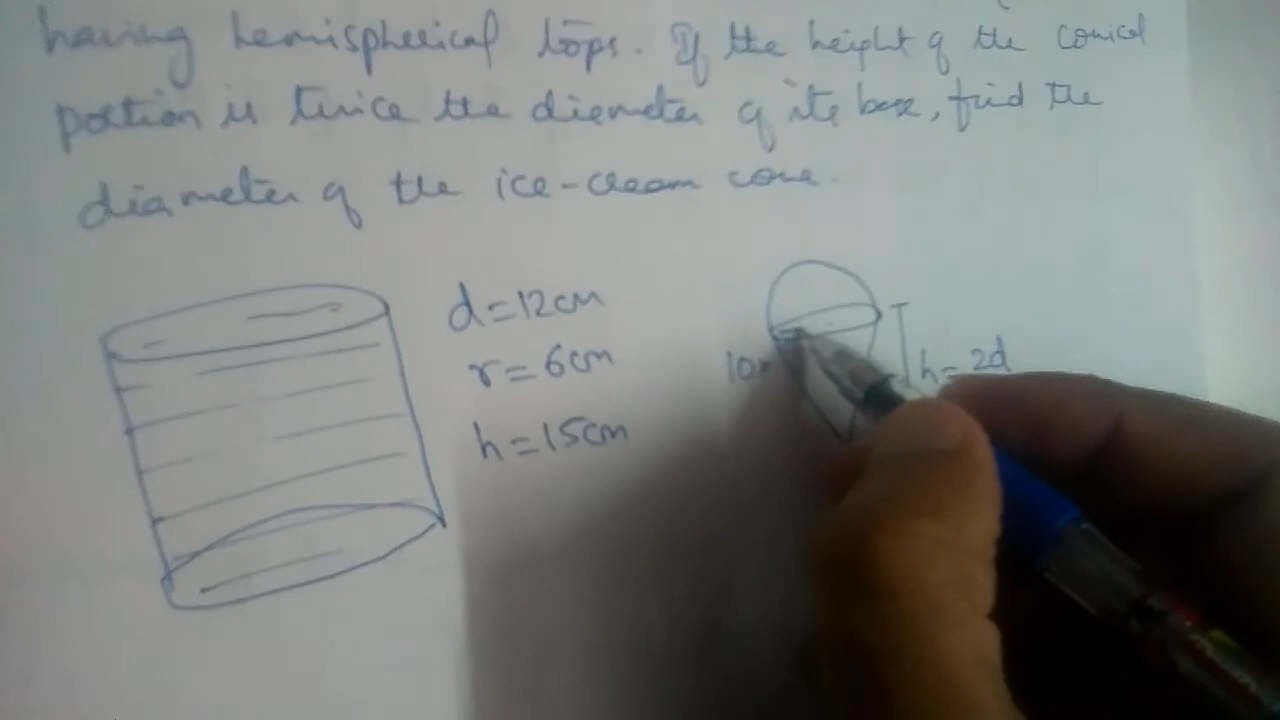 having hemispherical tops. If the height of the conical
portion is twice the diameter of its base, find the
diameter of the ice-cream cone.
d=12cm
r=6cm
h=15cm
10x
h=2d